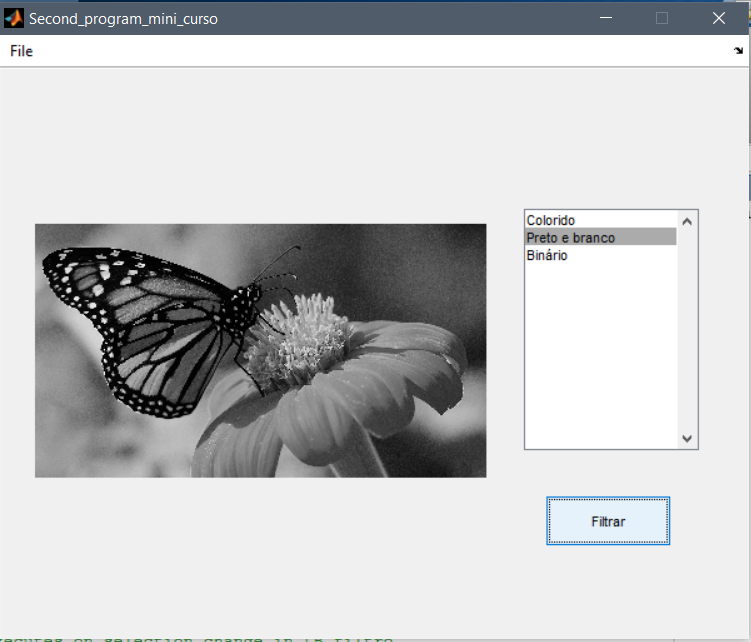 Second_program_mini_curso
File
Colorido
Preto e branco
Binário
Filtrar